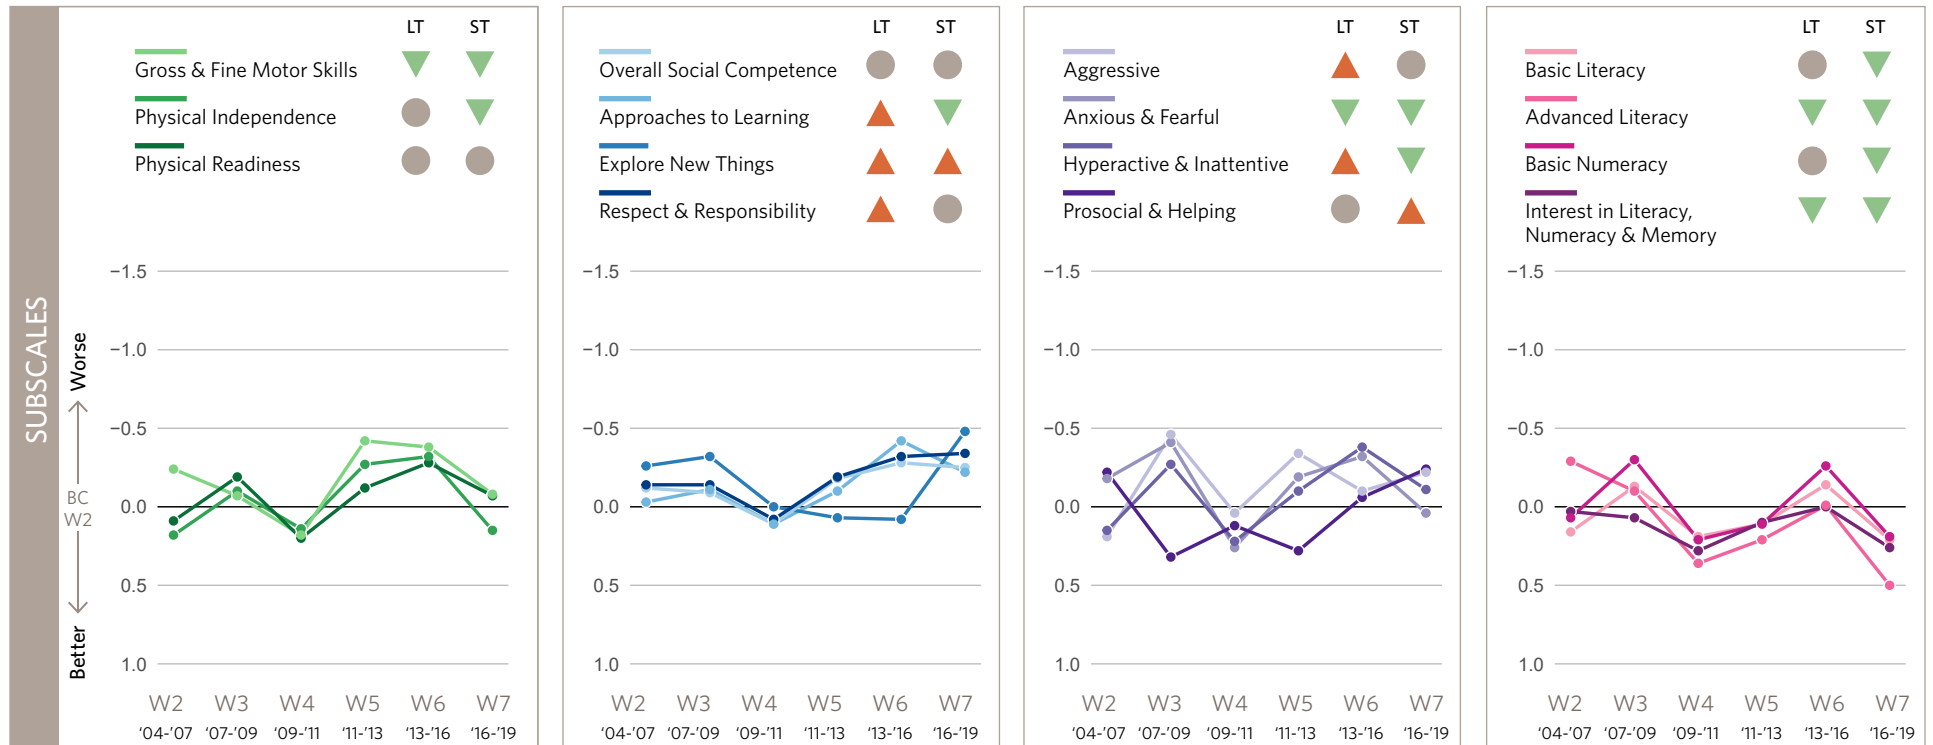 SUBSCALES
Worse
BC
W2
Better
LT ST
Gross & Fine Motor Skills
Physical Independence
Physical Readiness
−1.5
−1.0
−0.5
0.0
0.5
1.0
W2 W3 W4 W5 W6 W7
‘04-’07 ‘07-’09 ‘09-’11 ‘11-’13 ‘13-’16 ‘16-’19
LT ST
Overall Social Competence
Approaches to Learning
Explore New Things
Respect & Responsibility
−1.5
−1.0
−0.5
0.0
0.5
1.0
W2 W3 W4 W5 W6 W7
‘04-’07 ‘07-’09 ‘09-’11 ‘11-’13 ‘13-’16 ‘16-’19
LT ST
Aggressive
Anxious & Fearful
Hyperactive & Inattentive
Prosocial & Helping
−1.5
−1.0
−0.5
0.0
0.5
1.0
W2 W3 W4 W5 W6 W7
‘04-’07 ‘07-’09 ‘09-’11 ‘11-’13 ‘13-’16 ‘16-’19
LT ST
Basic Literacy
Advanced Literacy
Basic Numeracy
Interest in Literacy,
Numeracy & Memory
−1.5
−1.0
−0.5
0.0
0.5
1.0
W2 W3 W4 W5 W6 W7
‘04-’07 ‘07-’09 ‘09-’11 ‘11-’13 ‘13-’16 ‘16-’19